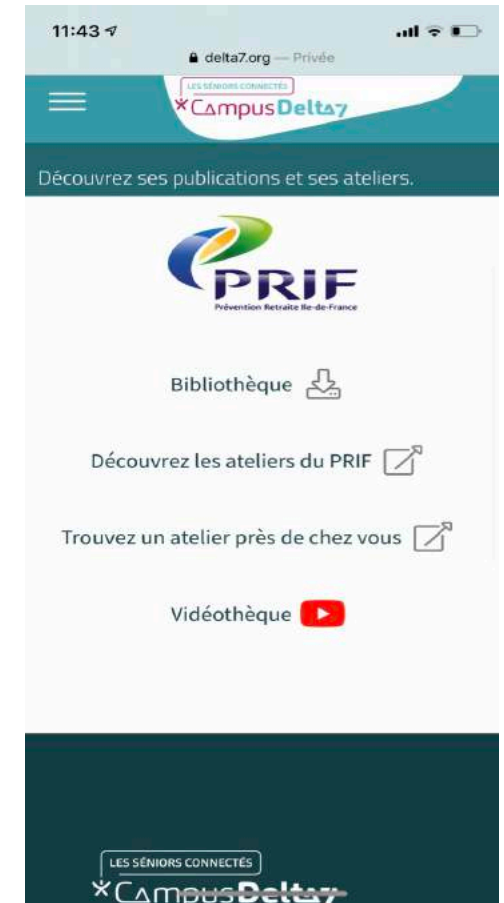 11:43
delta7.org — Privée
LES SÉNIORS CONNECTÉS
CampusDelta7
Découvrez ses publications et ses ateliers.
PRIF
Prévention Retraite Ile-de-France
Bibliothèque
Découvrez les ateliers du PRIF
Trouvez un atelier près de chez vous
Vidéothèque
LES SÉNIORS CONNECTÉS
CampusDelta7